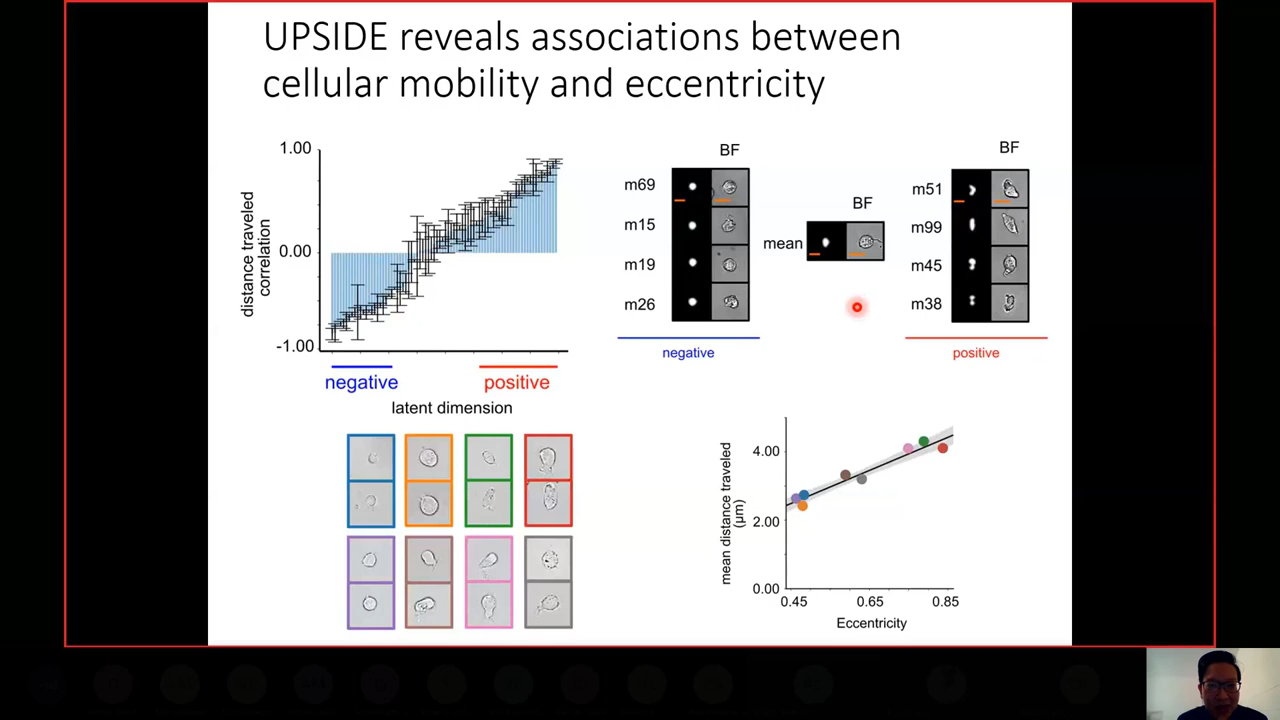 UPSIDE reveals associations between
cellular mobility and eccentricity
1.00
0.00
-1.00
distance traveled
correlation
negative
positive
latent dimension
BF
m69
m15
m19
m26
negative
BF
mean
BF
m51
m99
m45
m38
positive
mean distance traveled
(μm)
4.00
2.00
0.00
0.45
0.65
0.85
Eccentricity